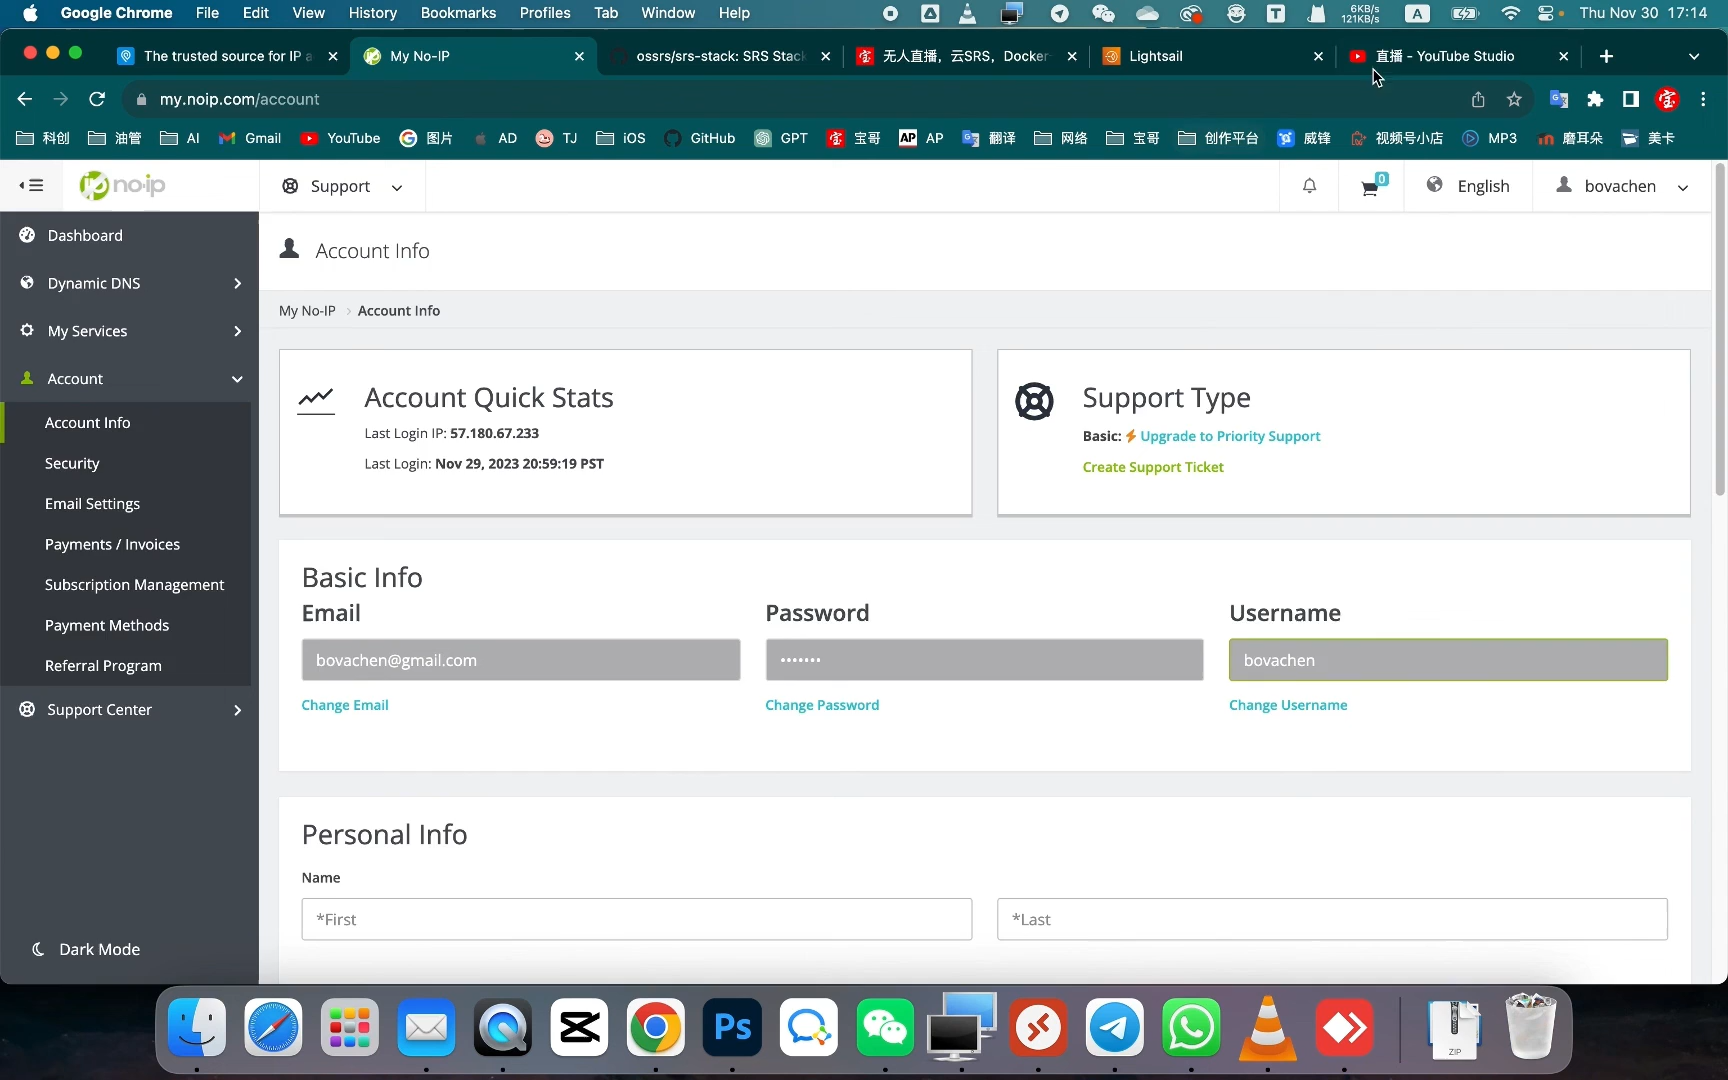 Google Chrome File Edit View History Bookmarks Profiles Tab Window Help 6KB/s 121KB/s A Thu Nov 30 17:14
The trusted source for IP a My No-IP ossrs/srs-stack: SRS Stack 无人直播，云SRS，Docker Lightsail 直播 - YouTube Studio
my.noip.com/account
科创 油管 AI Gmail YouTube 图片 AD TJ iOS GitHub GPT 宝哥 AP AP 翻译 网络 宝哥 创作平台 威锋 视频号小店 MP3 磨耳朵 美卡
no-ip Support 0 English bovachen
Dashboard
Dynamic DNS
My Services
Account
Account Info
Security
Email Settings
Payments / Invoices
Subscription Management
Payment Methods
Referral Program
Support Center
Dark Mode
Account Info
My No-IP › Account Info
Account Quick Stats
Last Login IP: 57.180.67.233
Last Login: Nov 29, 2023 20:59:19 PST
Support Type
Basic: Upgrade to Priority Support
Create Support Ticket
Basic Info
Email Password Username
bovachen@gmail.com ······· bovachen
Change Email Change Password Change Username
Personal Info
Name
*First *Last
Ps ZIP